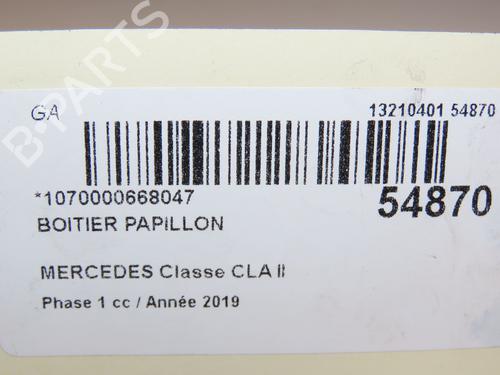 B-PARTS
GA
13210401 54870
*1070000668047
54870
BOITIER PAPILLON
MERCEDES Classe CLA II
Phase 1 cc / Année 2019